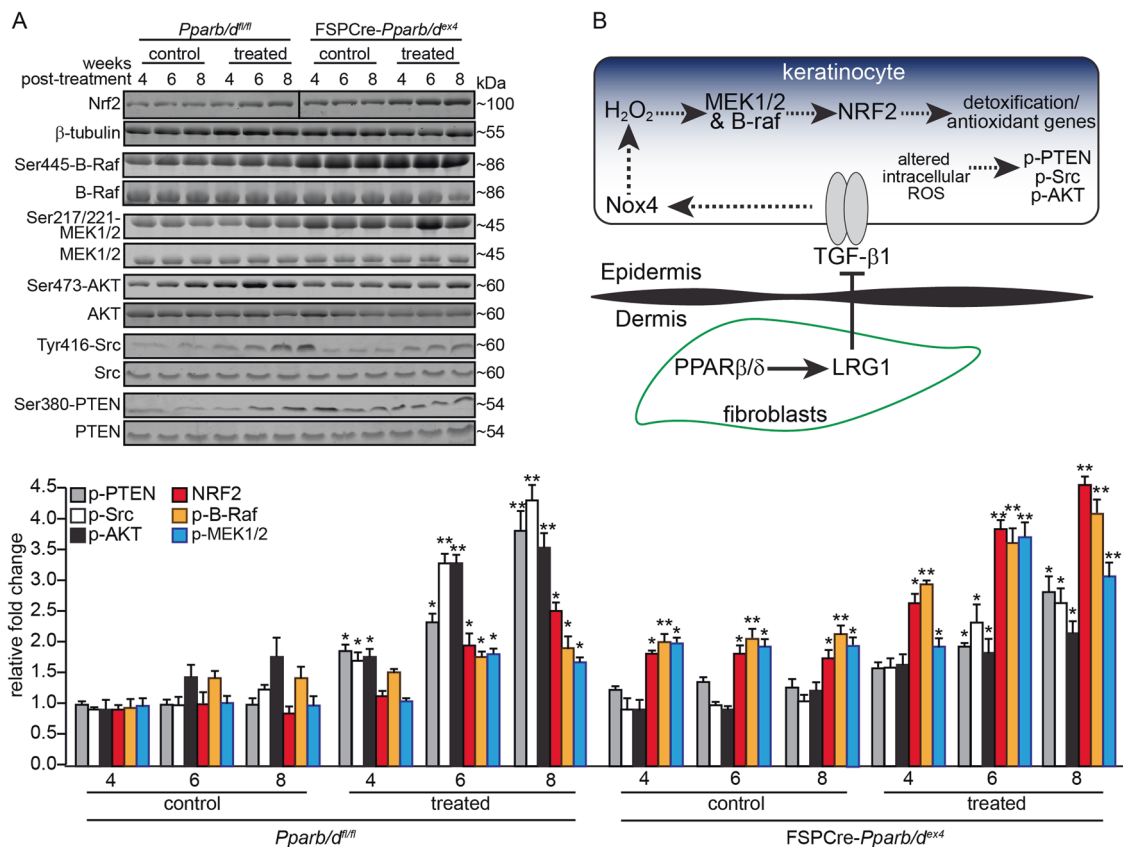 A
Pparb/d^fl/fl FSPCre-Pparb/d^ex4
control treated control treated
weeks
post-treatment 4 6 8 4 6 8 4 6 8 4 6 8 kDa
Nrf2 ~100
β-tubulin ~55
Ser445-B-Raf ~86
B-Raf ~86
Ser217/221-
MEK1/2 ~45
MEK1/2 ~45
Ser473-AKT ~60
AKT ~60
Tyr416-Src ~60
Src ~60
Ser380-PTEN ~54
PTEN ~54
B
keratinocyte
H₂O₂ MEK1/2
& B-raf NRF2 detoxification/
antioxidant genes
altered
intracellular
ROS
p-PTEN
p-Src
p-AKT
Nox4
TGF-β1
Epidermis
Dermis
PPARβ/δ LRG1
fibroblasts
relative fold change
4.5
4.0
3.5
3.0
2.5
2.0
1.5
1.0
0.5
0.0
p-PTEN NRF2
p-Src p-B-Raf
p-AKT p-MEK1/2
* * *
* ** ** * * *
** ** ** * * *
* ** *
* ** *
* ** *
* ** *
* * * ** ** **
* * * ** ** **
4 6 8 4 6 8 4 6 8 4 6 8
control treated control treated
Pparb/d^fl/fl FSPCre-Pparb/d^ex4